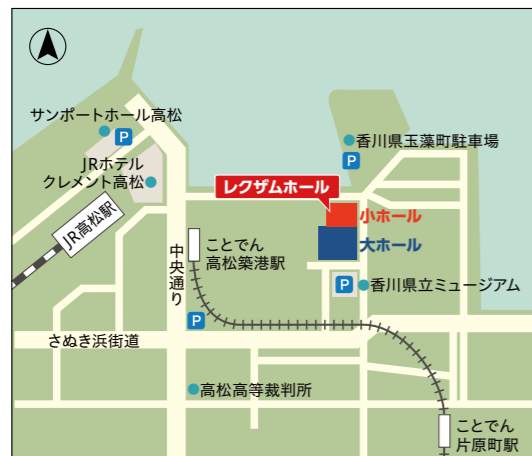 サンポートホール高松
P
JRホテル
クレメント高松
JR高松駅
香川県玉藻町駐車場
P
レクザムホール
小ホール
大ホール
中央通り
ことでん
高松築港駅
P
香川県立ミュージアム
P
さぬき浜街道
高松高等裁判所
ことでん
片原町駅